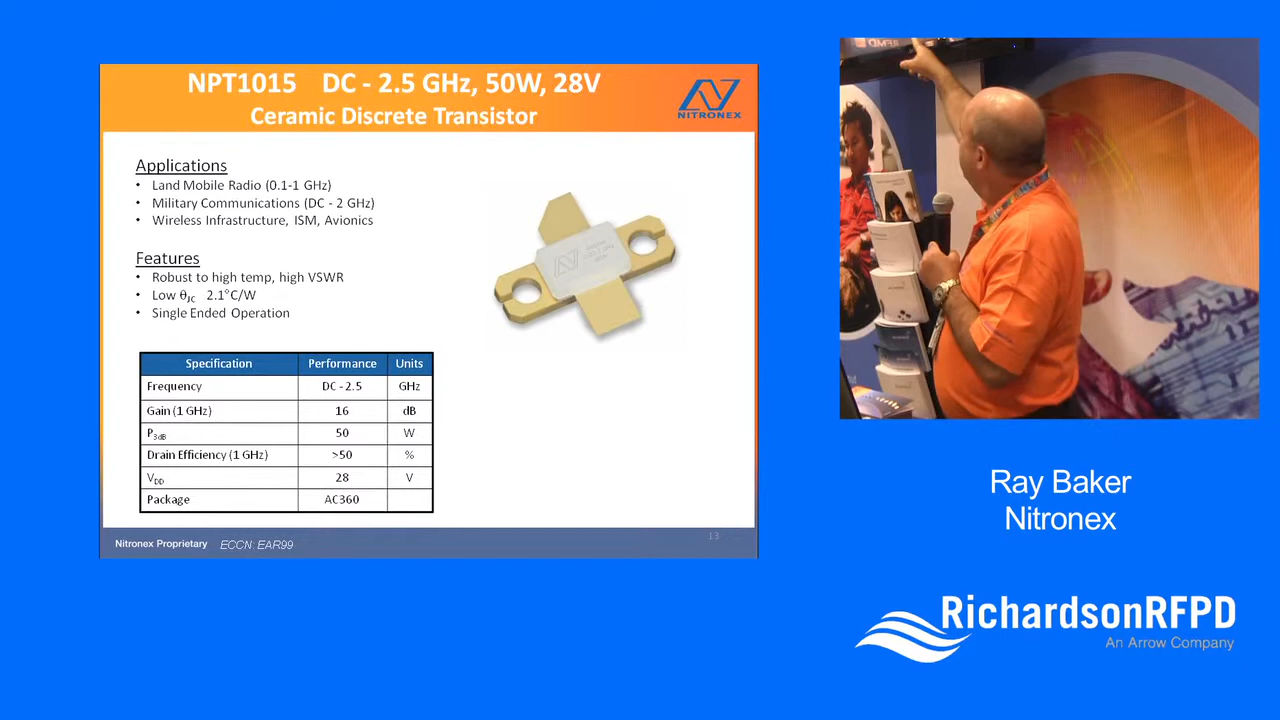 NPT1015 DC - 2.5 GHz, 50W, 28V
Ceramic Discrete Transistor
NITRONEX
Applications
• Land Mobile Radio (0.1-1 GHz)
• Military Communications (DC - 2 GHz)
• Wireless Infrastructure, ISM, Avionics
Features
• Robust to high temp, high VSWR
• Low θJC 2.1°C/W
• Single Ended Operation
Specification Performance Units
Frequency DC - 2.5 GHz
Gain (1 GHz) 16 dB
P3dB 50 W
Drain Efficiency (1 GHz) >50 %
VDD 28 V
Package AC360
Nitronex Proprietary ECCN: EAR99
13
Ray Baker
Nitronex
RichardsonRFPD
An Arrow Company